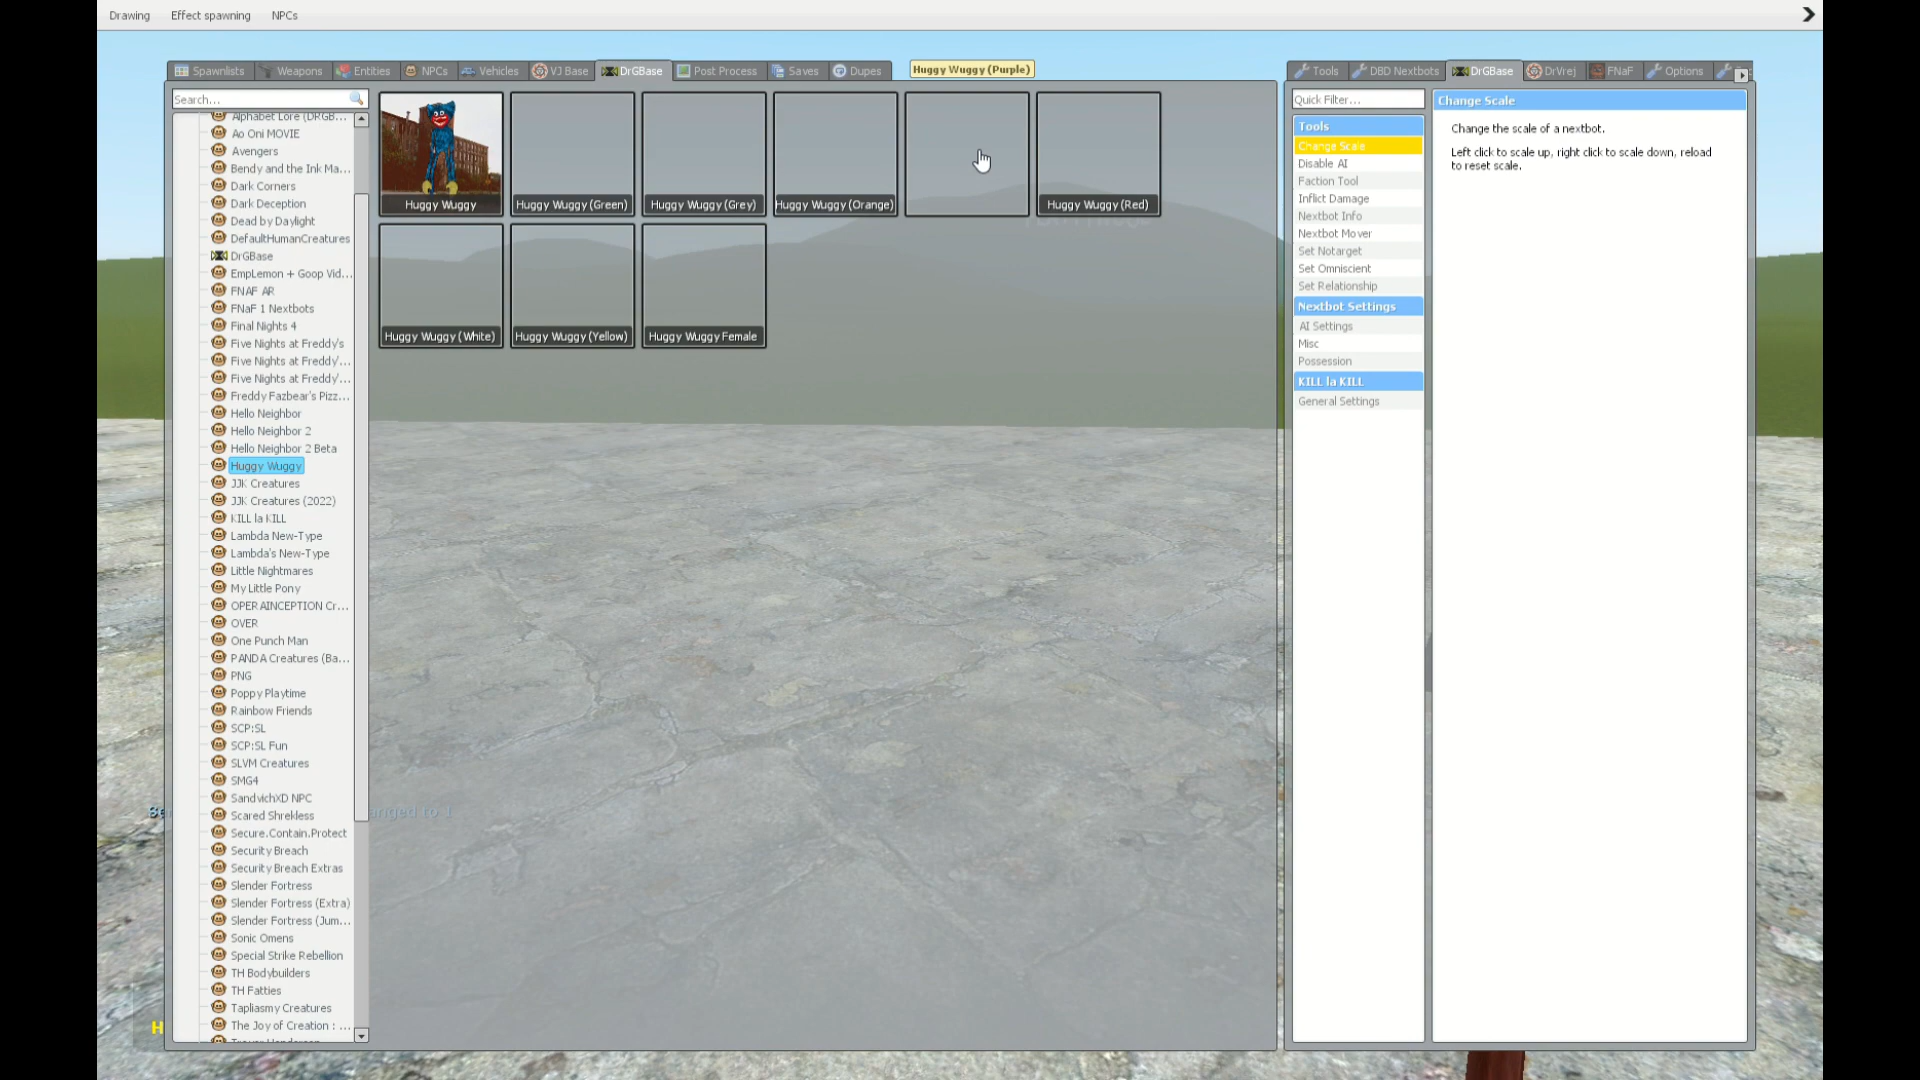 Drawing Effect spawning NPCs
Spawnlists Weapons Entities NPCs Vehicles VJ Base DrGBase Post Process Saves Dupes
Huggy Wuggy (Purple)
Tools DBD Nextbots DrGBase DrVrej FNaF Options
Search...
Alphabet Lore (DRGB...
Ao Oni MOVIE
Avengers
Bendy and the Ink Ma...
Dark Corners
Dark Deception
Dead by Daylight
DefaultHumanCreatures
DrGBase
EmpLemon + Goop Vid...
FNAF AR
FNaF 1 Nextbots
Final Nights 4
Five Nights at Freddy's
Five Nights at Freddy'...
Five Nights at Freddy'...
Freddy Fazbear's Pizz...
Hello Neighbor
Hello Neighbor 2
Hello Neighbor 2 Beta
Huggy Wuggy
JJK Creatures
JJK Creatures (2022)
KILL la KILL
Lambda New-Type
Lambda's New-Type
Little Nightmares
My Little Pony
OPERAINCEPTION Cr...
OVER
One Punch Man
PANDA Creatures (Ba...
PNG
Poppy Playtime
Rainbow Friends
SCP:SL
SCP:SL Fun
SLVM Creatures
SMG4
SandvichXD NPC
Scared Shrekless
Secure.Contain.Protect
Security Breach
Security Breach Extras
Slender Fortress
Slender Fortress (Extra)
Slender Fortress (Jum...
Sonic Omens
Special Strike Rebellion
TH Bodybuilders
TH Fatties
Tapliasmy Creatures
The Joy of Creation : ...
Huggy Wuggy
Huggy Wuggy (Green)
Huggy Wuggy (Grey)
Huggy Wuggy (Orange)
Huggy Wuggy (Red)
Huggy Wuggy (White)
Huggy Wuggy (Yellow)
Huggy Wuggy Female
anged to 1
H
Quick Filter...
Tools
Change Scale
Disable AI
Faction Tool
Inflict Damage
Nextbot Info
Nextbot Mover
Set Notarget
Set Omniscient
Set Relationship
Nextbot Settings
AI Settings
Misc
Possession
KILL la KILL
General Settings
Change Scale
Change the scale of a nextbot.
Left click to scale up, right click to scale down, reload
to reset scale.